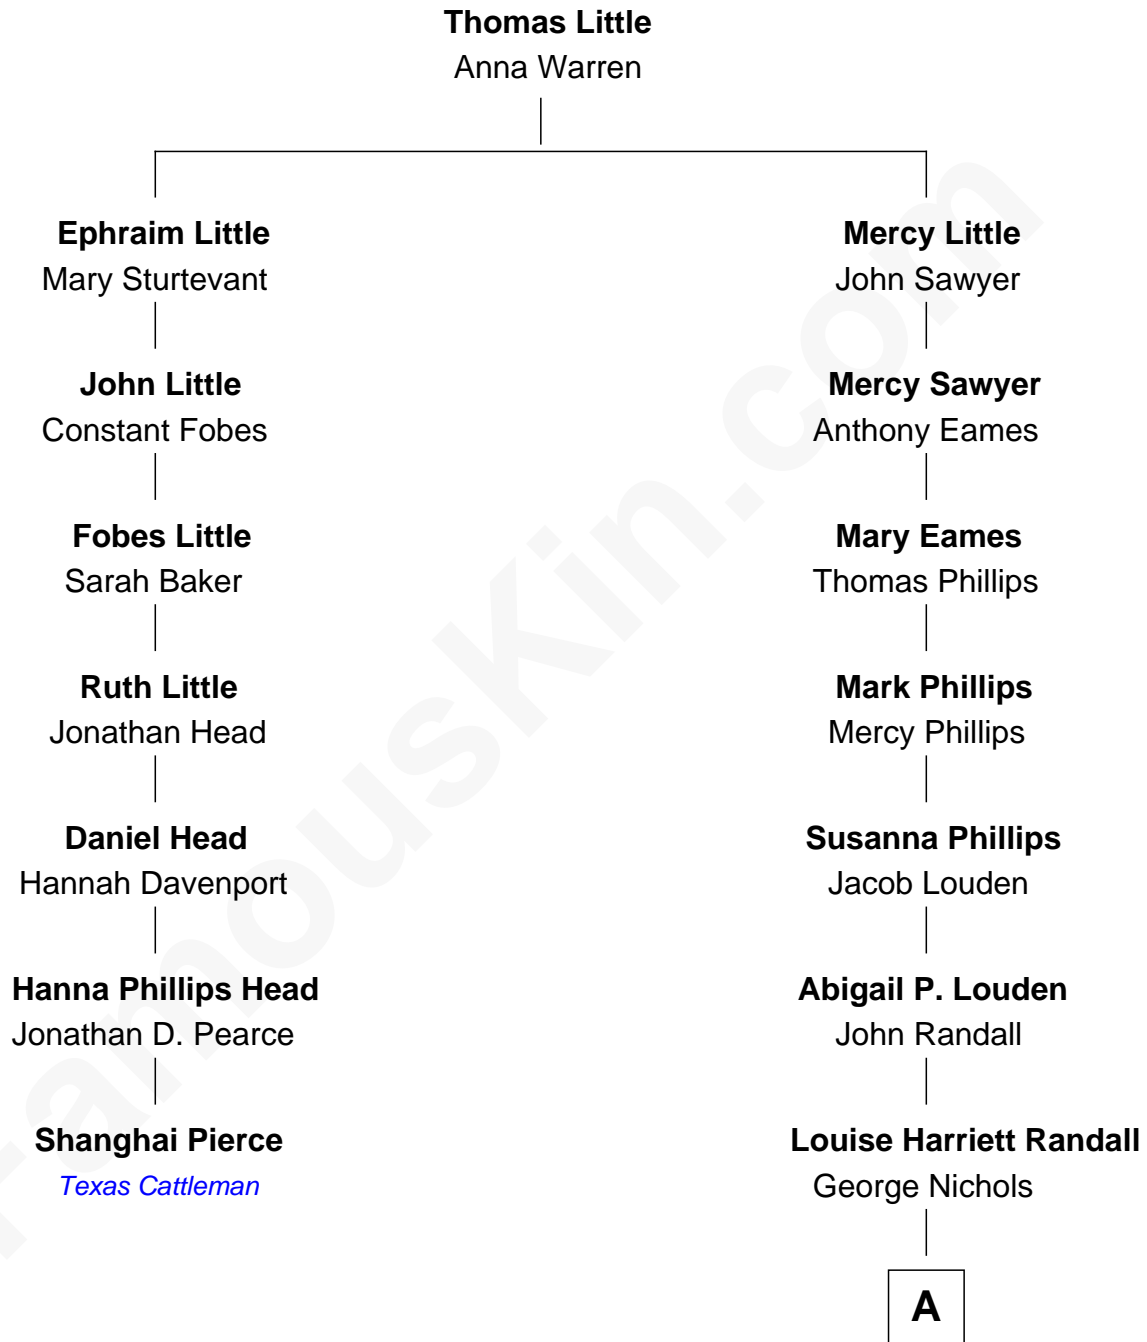 Thomas Little
Anna Warren
Ephraim Little
Mary Sturtevant
John Little
Constant Fobes
Fobes Little
Sarah Baker
Ruth Little
Jonathan Head
Daniel Head
Hannah Davenport
Hanna Phillips Head
Jonathan D. Pearce
Shanghai Pierce
Texas Cattleman
Mercy Little
John Sawyer
Mercy Sawyer
Anthony Eames
Mary Eames
Thomas Phillips
Mark Phillips
Mercy Phillips
Susanna Phillips
Jacob Louden
Abigail P. Louden
John Randall
Louise Harriett Randall
George Nichols
A
FamousKin.com